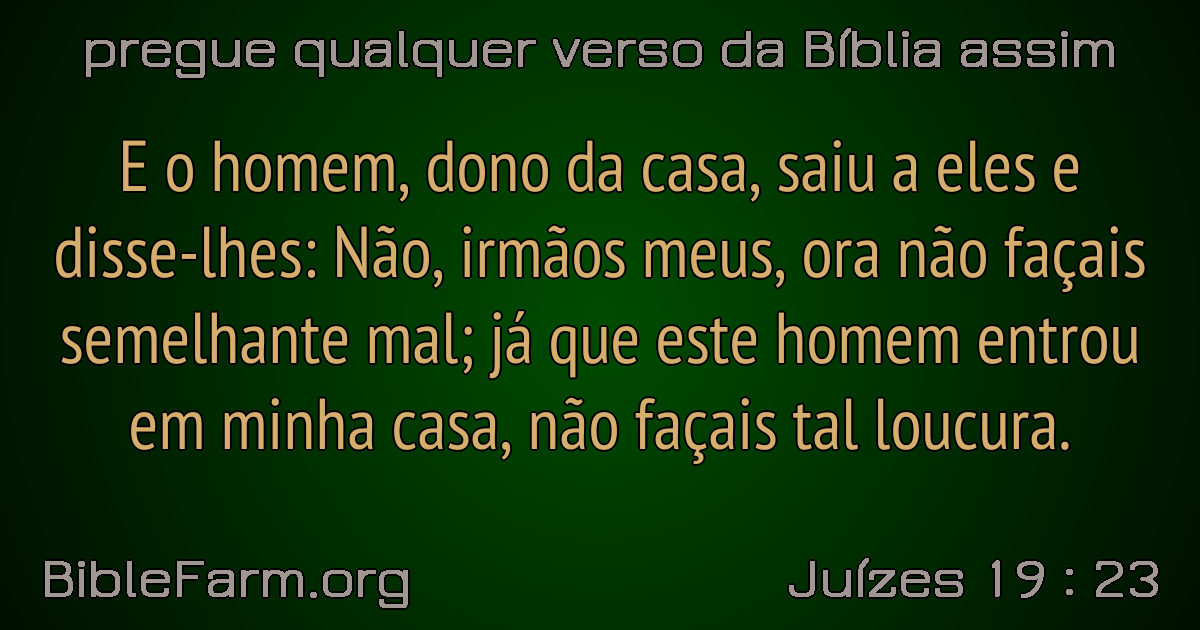 pregue qualquer verso da Bíblia assim
E o homem, dono da casa, saiu a eles e
disse-lhes: Não, irmãos meus, ora não façais
semelhante mal; já que este homem entrou
em minha casa, não façais tal loucura.
BibleFarm.org
Juízes 19 : 23